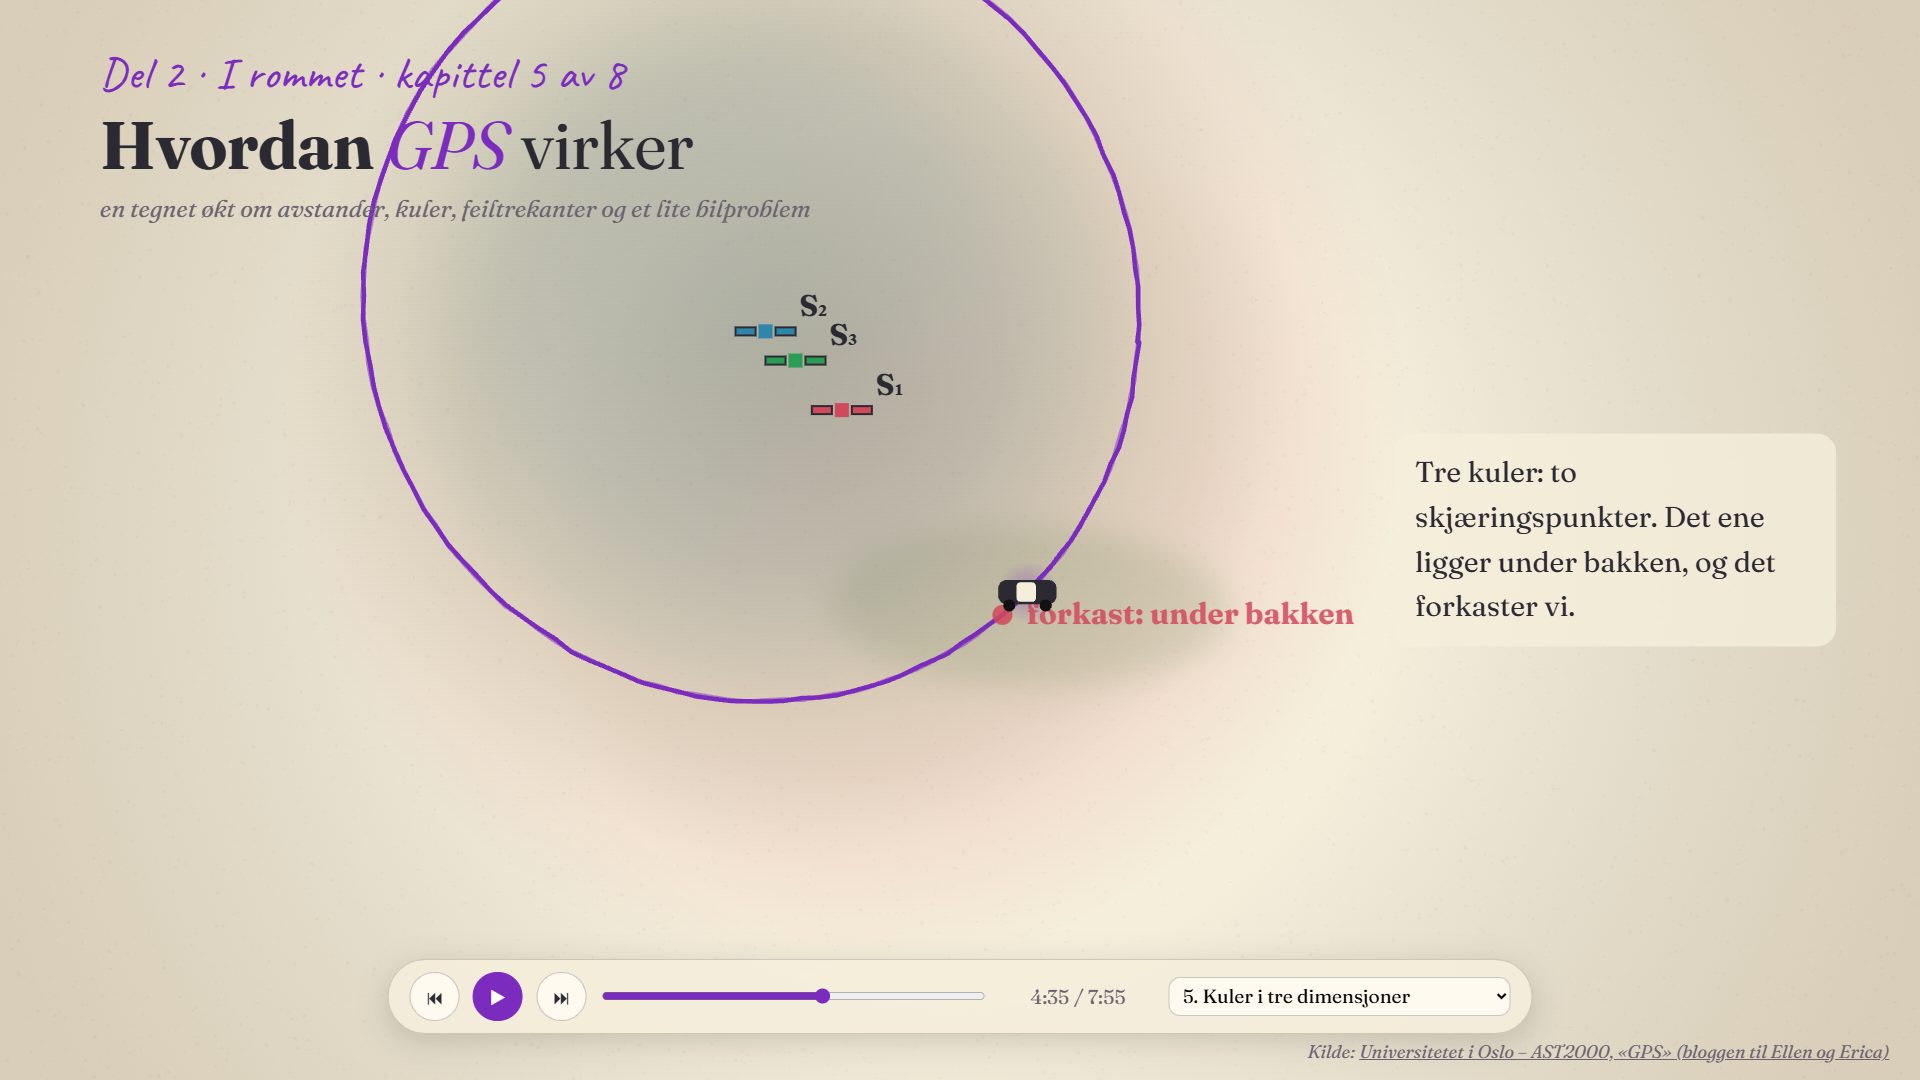 Del 2 · I rommet · kapittel 5 av 8
Hvordan GPS virker
en tegnet økt om avstander, kuler, feiltrekanter og et lite bilproblem
S₂
S₃
S₁
forkast: under bakken
Tre kuler: to
skjæringspunkter. Det ene
ligger under bakken, og det
forkaster vi.
4:35 / 7:55
5. Kuler i tre dimensjoner
Kilde: Universitetet i Oslo – AST2000, «GPS» (bloggen til Ellen og Erica)